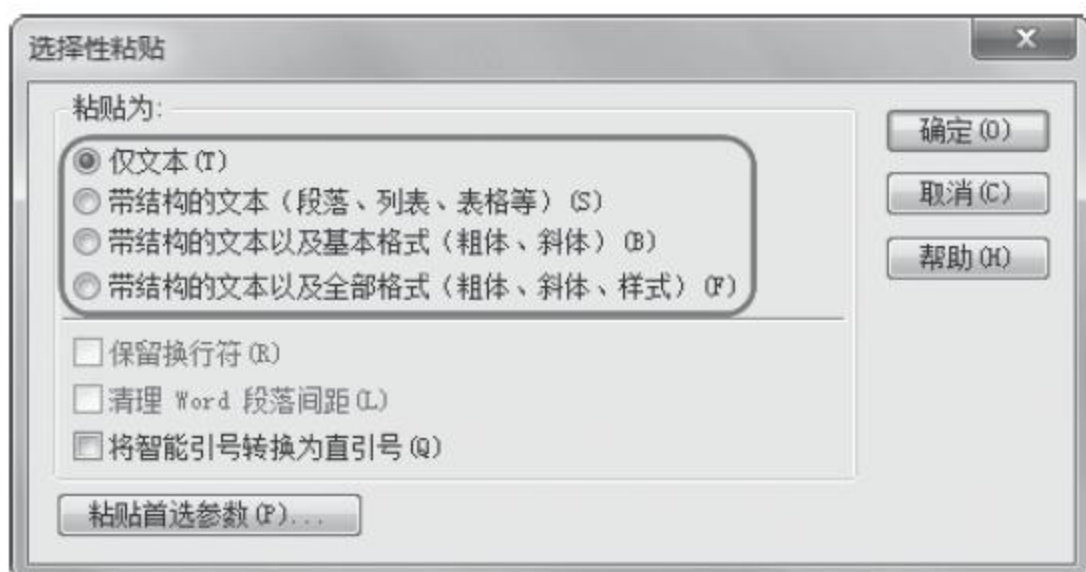 选择性粘贴
粘贴为:
仅文本(T)
带结构的文本（段落、列表、表格等）(S)
带结构的文本以及基本格式（粗体、斜体）(B)
带结构的文本以及全部格式（粗体、斜体、样式）(F)
保留换行符(R)
清理 Word 段落间距(L)
将智能引号转换为直引号(Q)
粘贴首选参数(P)...
确定(O)
取消(C)
帮助(H)